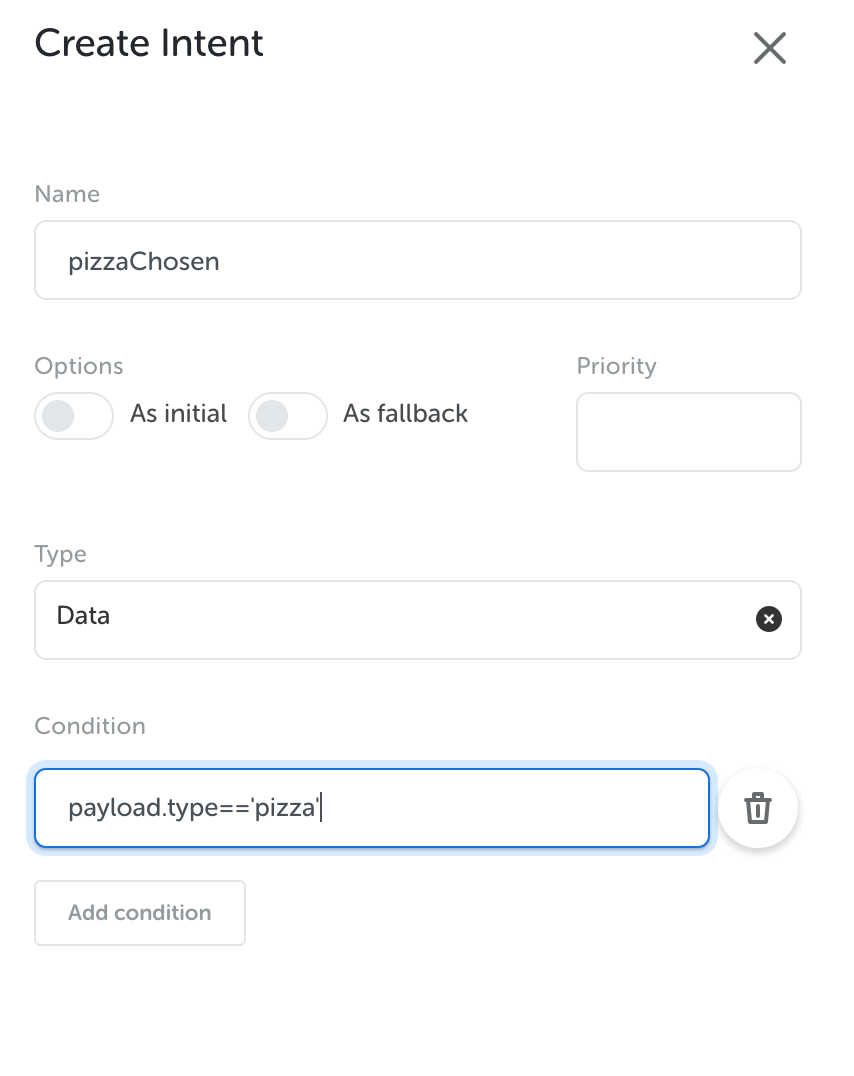 Create Intent
Name
pizzaChosen
Options
Priority
As initial
As fallback
Type
Data
Condition
payload.type=='pizza'
Add condition